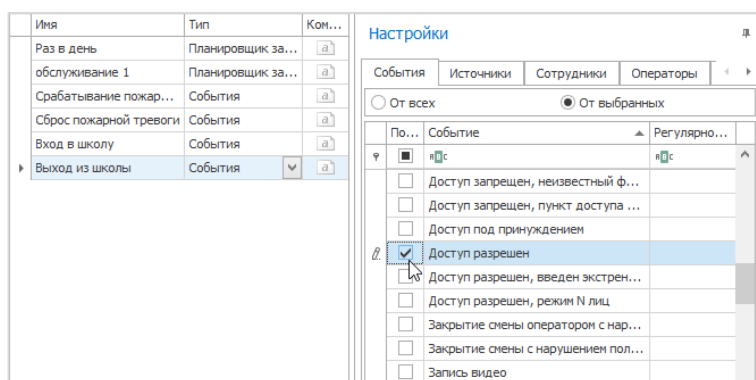 Имя Тип Ком...
Раз в день Планировщик за...
обслуживание 1 Планировщик за...
Срабатывание пожар... События
Сброс пожарной тревоги События
Вход в школу События
Выход из школы События
Настройки
События Источники Сотрудники Операторы
От всех От выбранных
По... Событие Регулярно...
Доступ запрещен, неизвестный ф...
Доступ запрещен, пункт доступа ...
Доступ под принуждением
Доступ разрешен
Доступ разрешен, введен экстрен...
Доступ разрешен, режим N лиц
Закрытие смены оператором с нар...
Закрытие смены с нарушением пол...
Запись видео